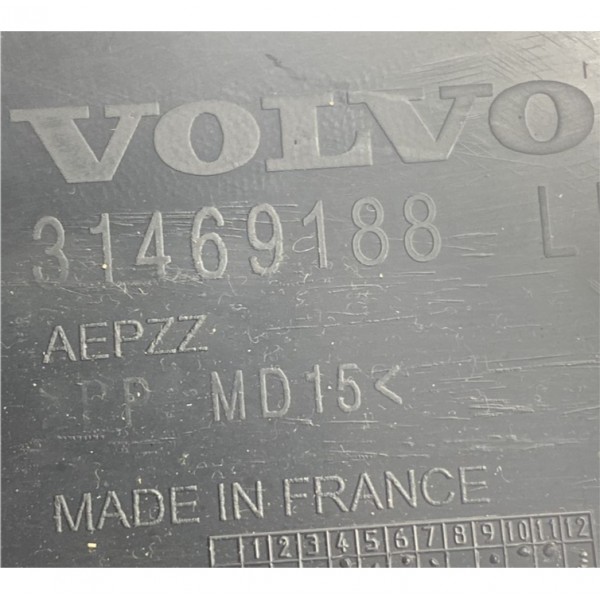 VOLVO
31469188 L
AEPZZ
>PP MD15<
MADE IN FRANCE
1 2 3 4 5 6 7 8 9 10 11 12